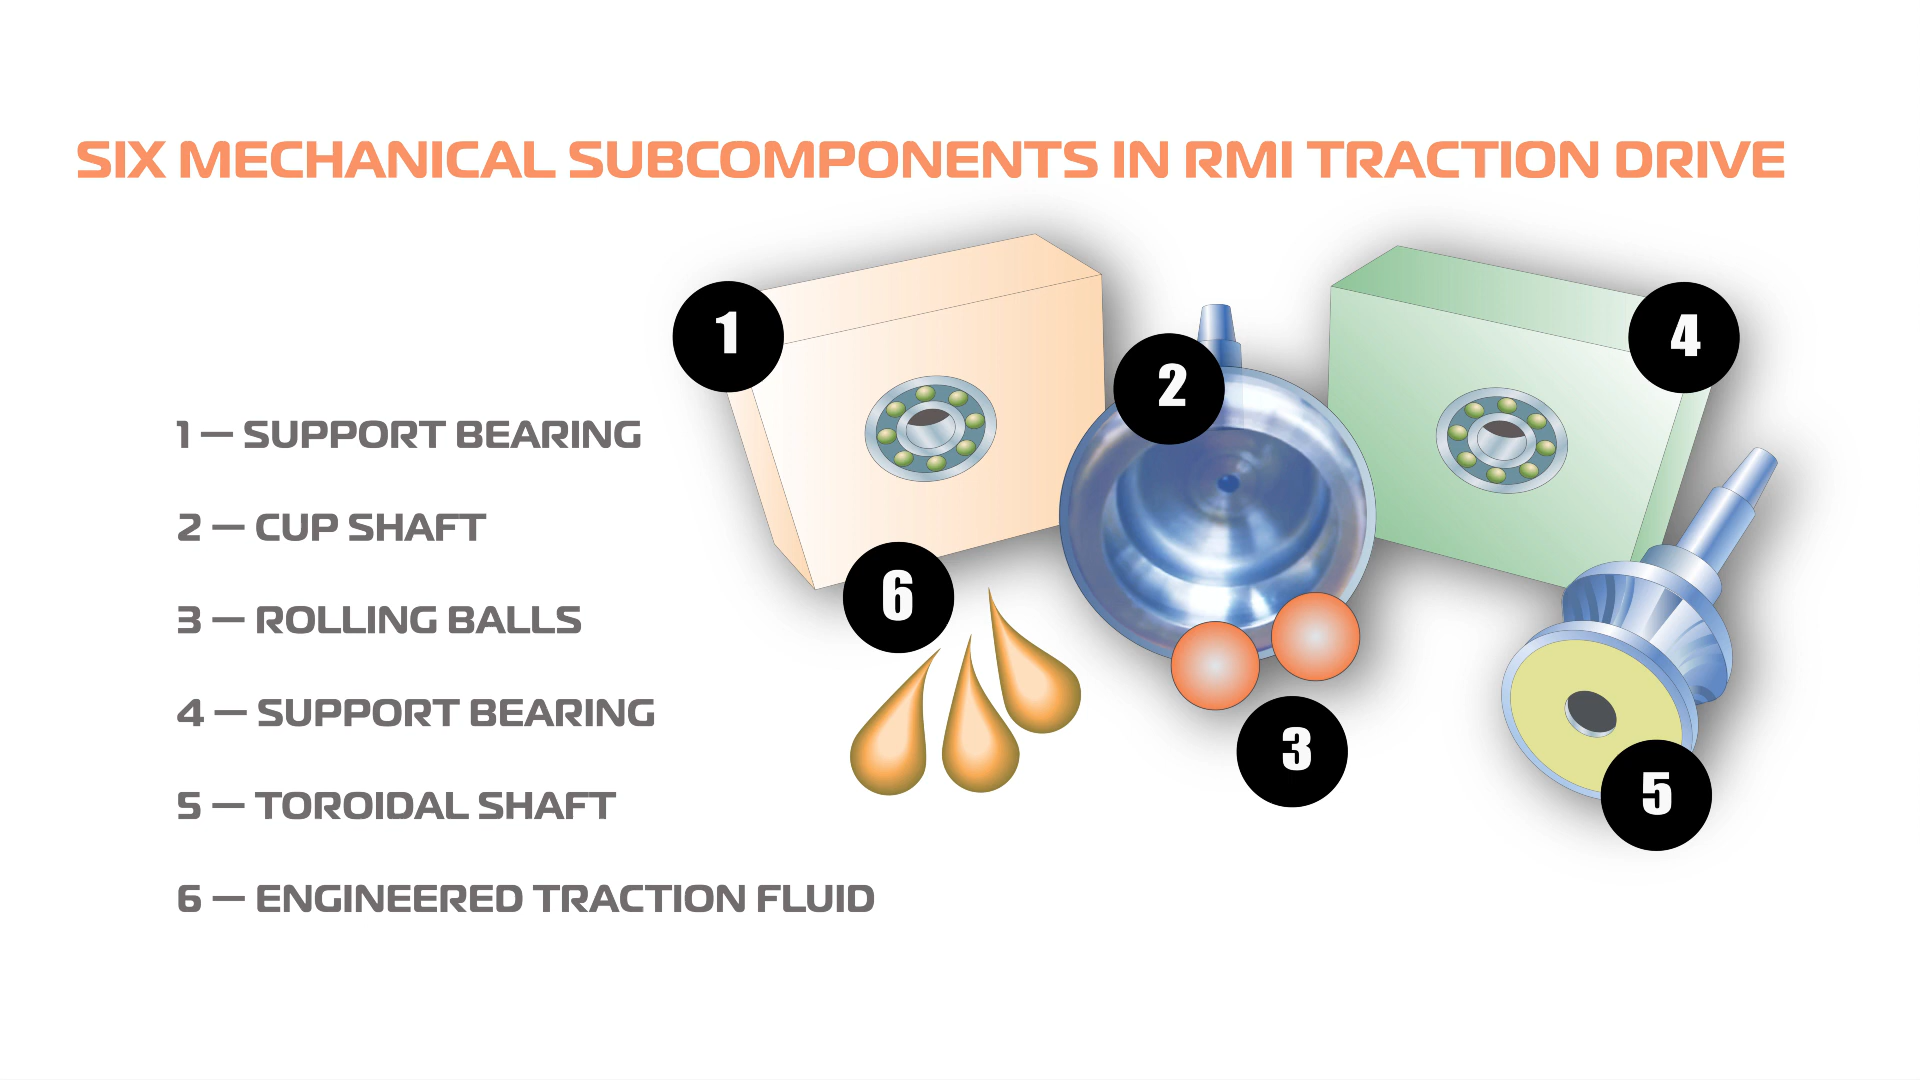 SIX MECHANICAL SUBCOMPONENTS IN RMI TRACTION DRIVE
1 — SUPPORT BEARING
2 — CUP SHAFT
3 — ROLLING BALLS
4 — SUPPORT BEARING
5 — TOROIDAL SHAFT
6 — ENGINEERED TRACTION FLUID
1
2
4
6
3
5